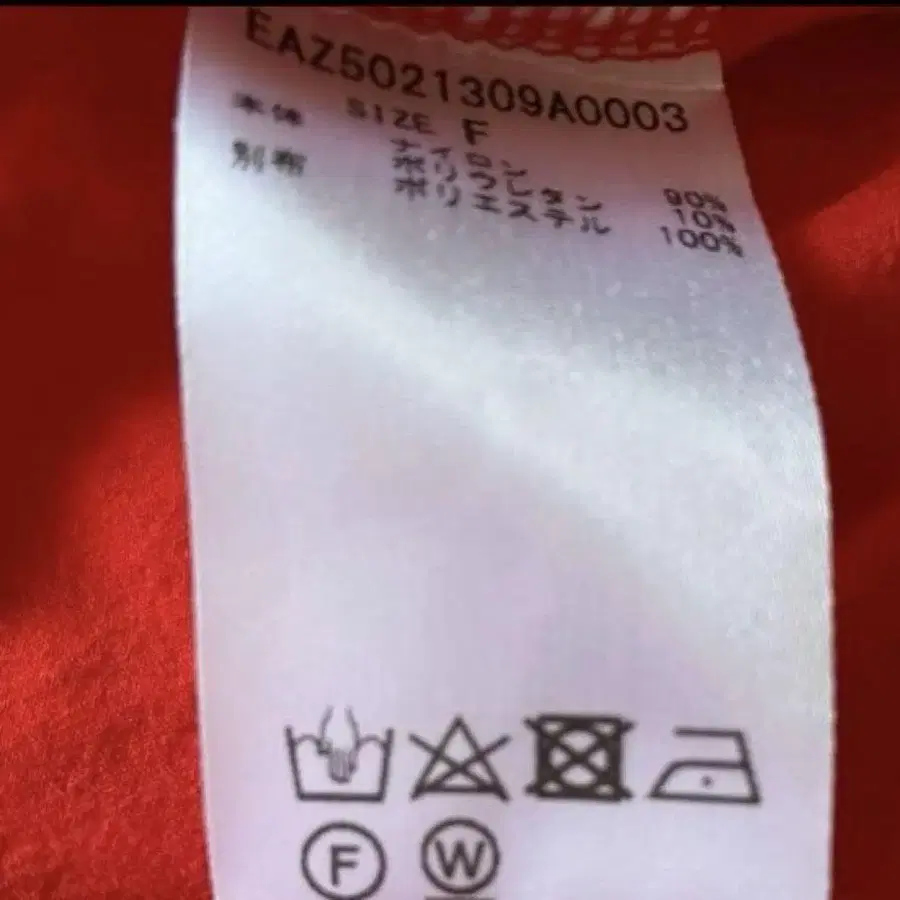 EAZ5021309A0003
SIZE F
本体 ナイロン 90%
ポリウレタン 10%
別布 ポリエステル 100%
F W